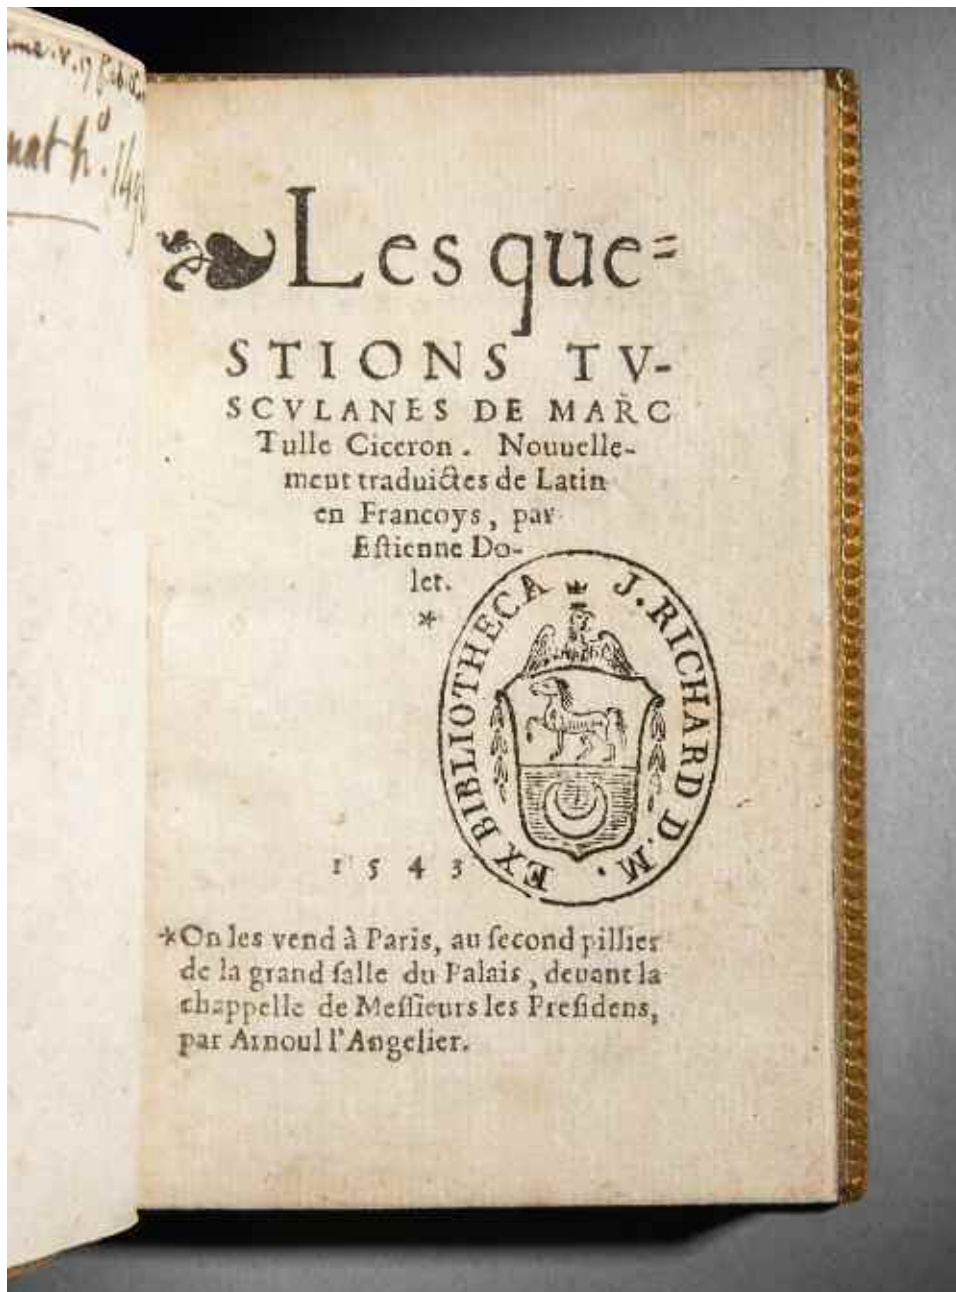 Les que=
STIONS TV-
SCVLANES DE MARC
Tulle Ciceron. Nouuelle-
ment traduictes de Latin
en Francoys, par
Estienne Do-
let.
*
EX BIBLIOTHECA J. RICHARD D.M.
1543
*On les vend à Paris, au ſecond pillier
de la grand ſalle du Palais, deuant la
chappelle de Meſſieurs les Preſidens,
par Arnoul l'Angelier.